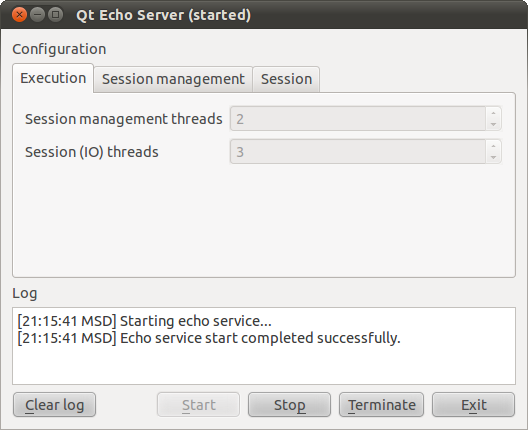 Qt Echo Server (started)
Configuration
Execution Session management Session
Session management threads 2
Session (IO) threads 3
Log
[21:15:41 MSD] Starting echo service...
[21:15:41 MSD] Echo service start completed successfully.
Clear log Start Stop Terminate Exit